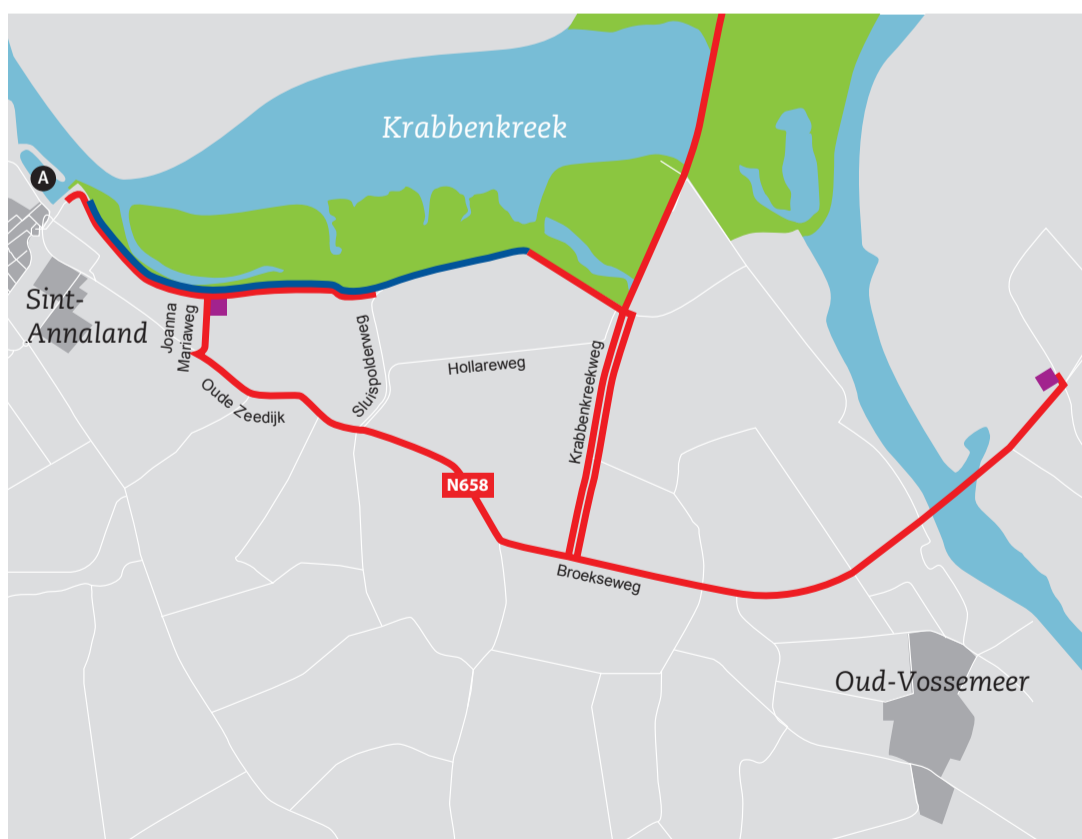 Krabbenkreek
A
Sint-
Annaland
Joanna
Mariaweg
Oude Zeedijk
Sluispolderweg
Hollareweg
Krabbenkreekweg
N658
Broekseweg
Oud-Vossemeer